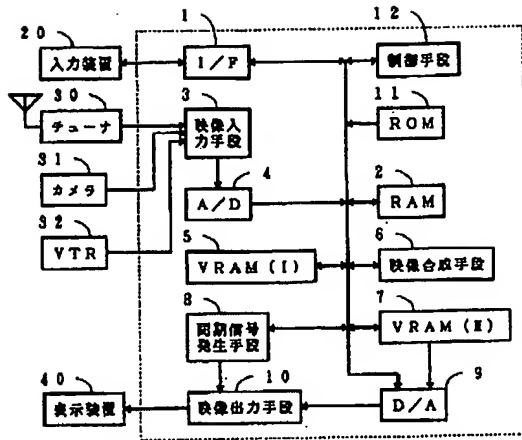 20
1
12
入力装置
I/F
制御手段
30
3
11
チューナ
映像入
力手段
ROM
31
4
2
カメラ
A/D
RAM
32
5
6
VTR
VRAM(I)
映像合成手段
8
7
同期信号
発生手段
VRAM(II)
40
10
9
表示装置
映像出力手段
D/A